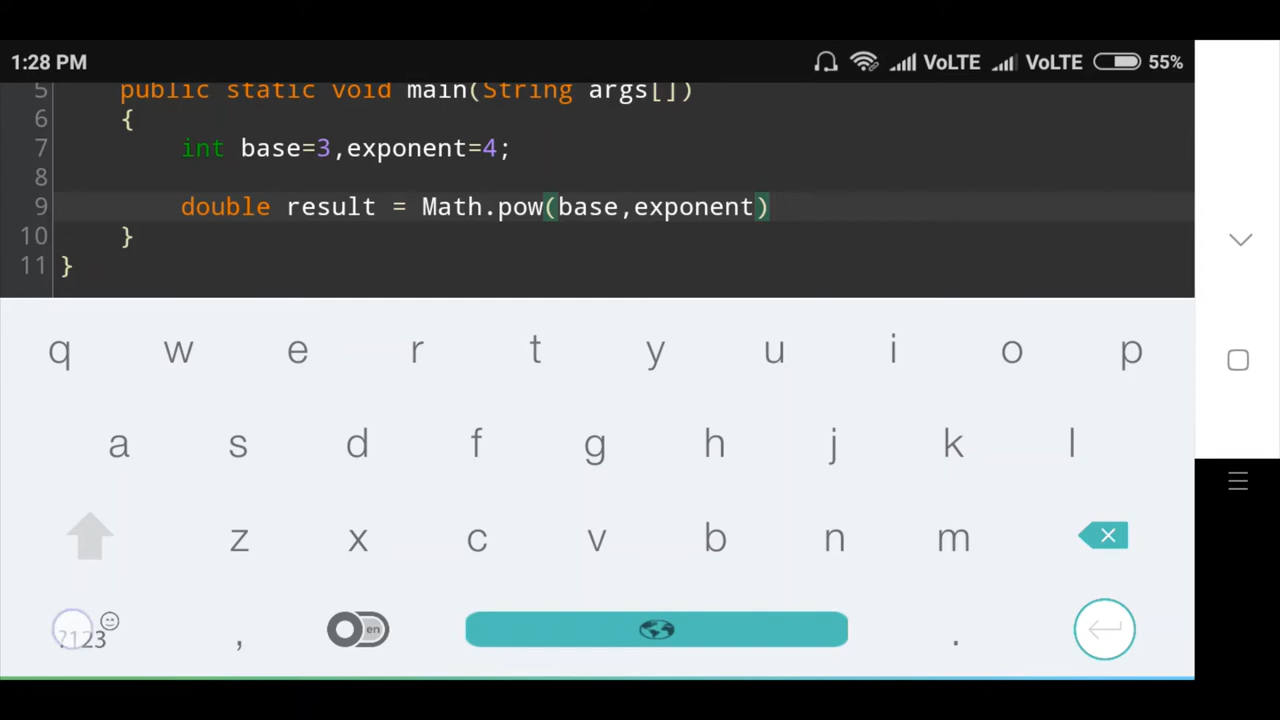 1:28 PM VoLTE VoLTE 55%
5 public static void main(String args[])
6 {
7 int base=3,exponent=4;
8
9 double result = Math.pow(base,exponent)
10 }
11 }
q w e r t y u i o p
a s d f g h j k l
z x c v b n m
?123 , en .